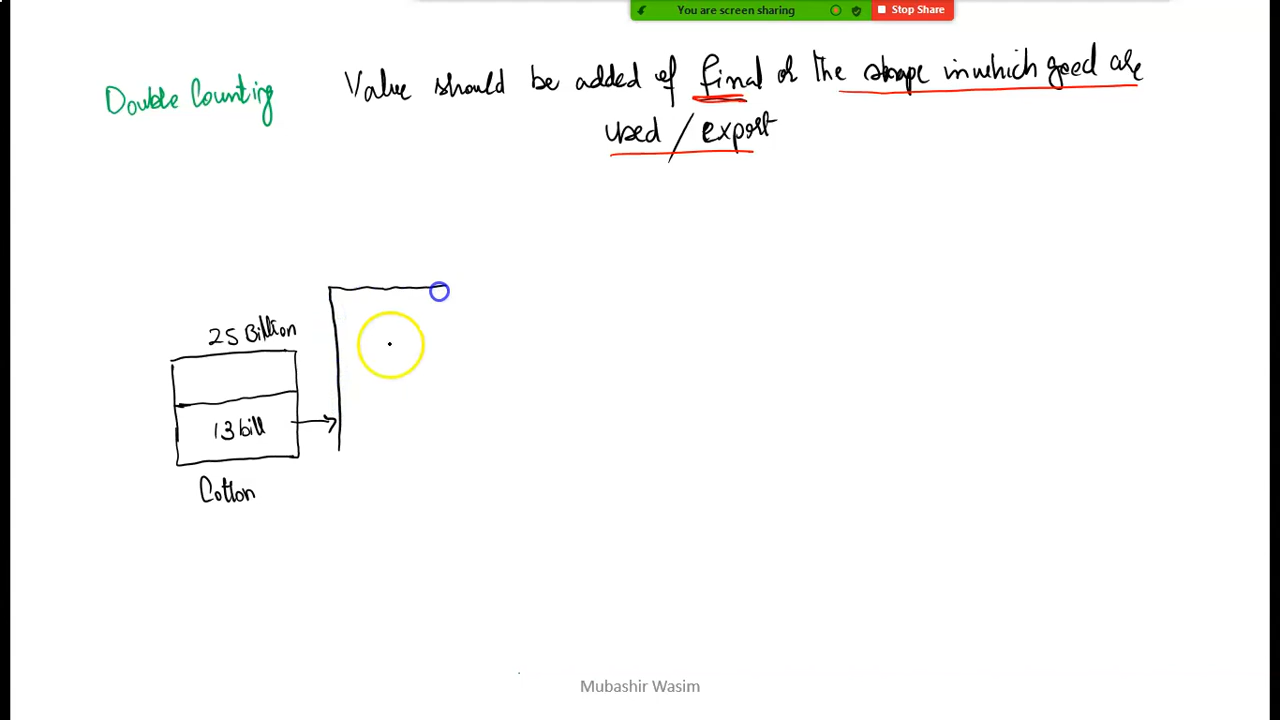 You are screen sharing
Stop Share
Double Counting
Value should be added of final or the shape in which good are
used / export
25 Billion
13 bill
Cotton
Mubashir Wasim